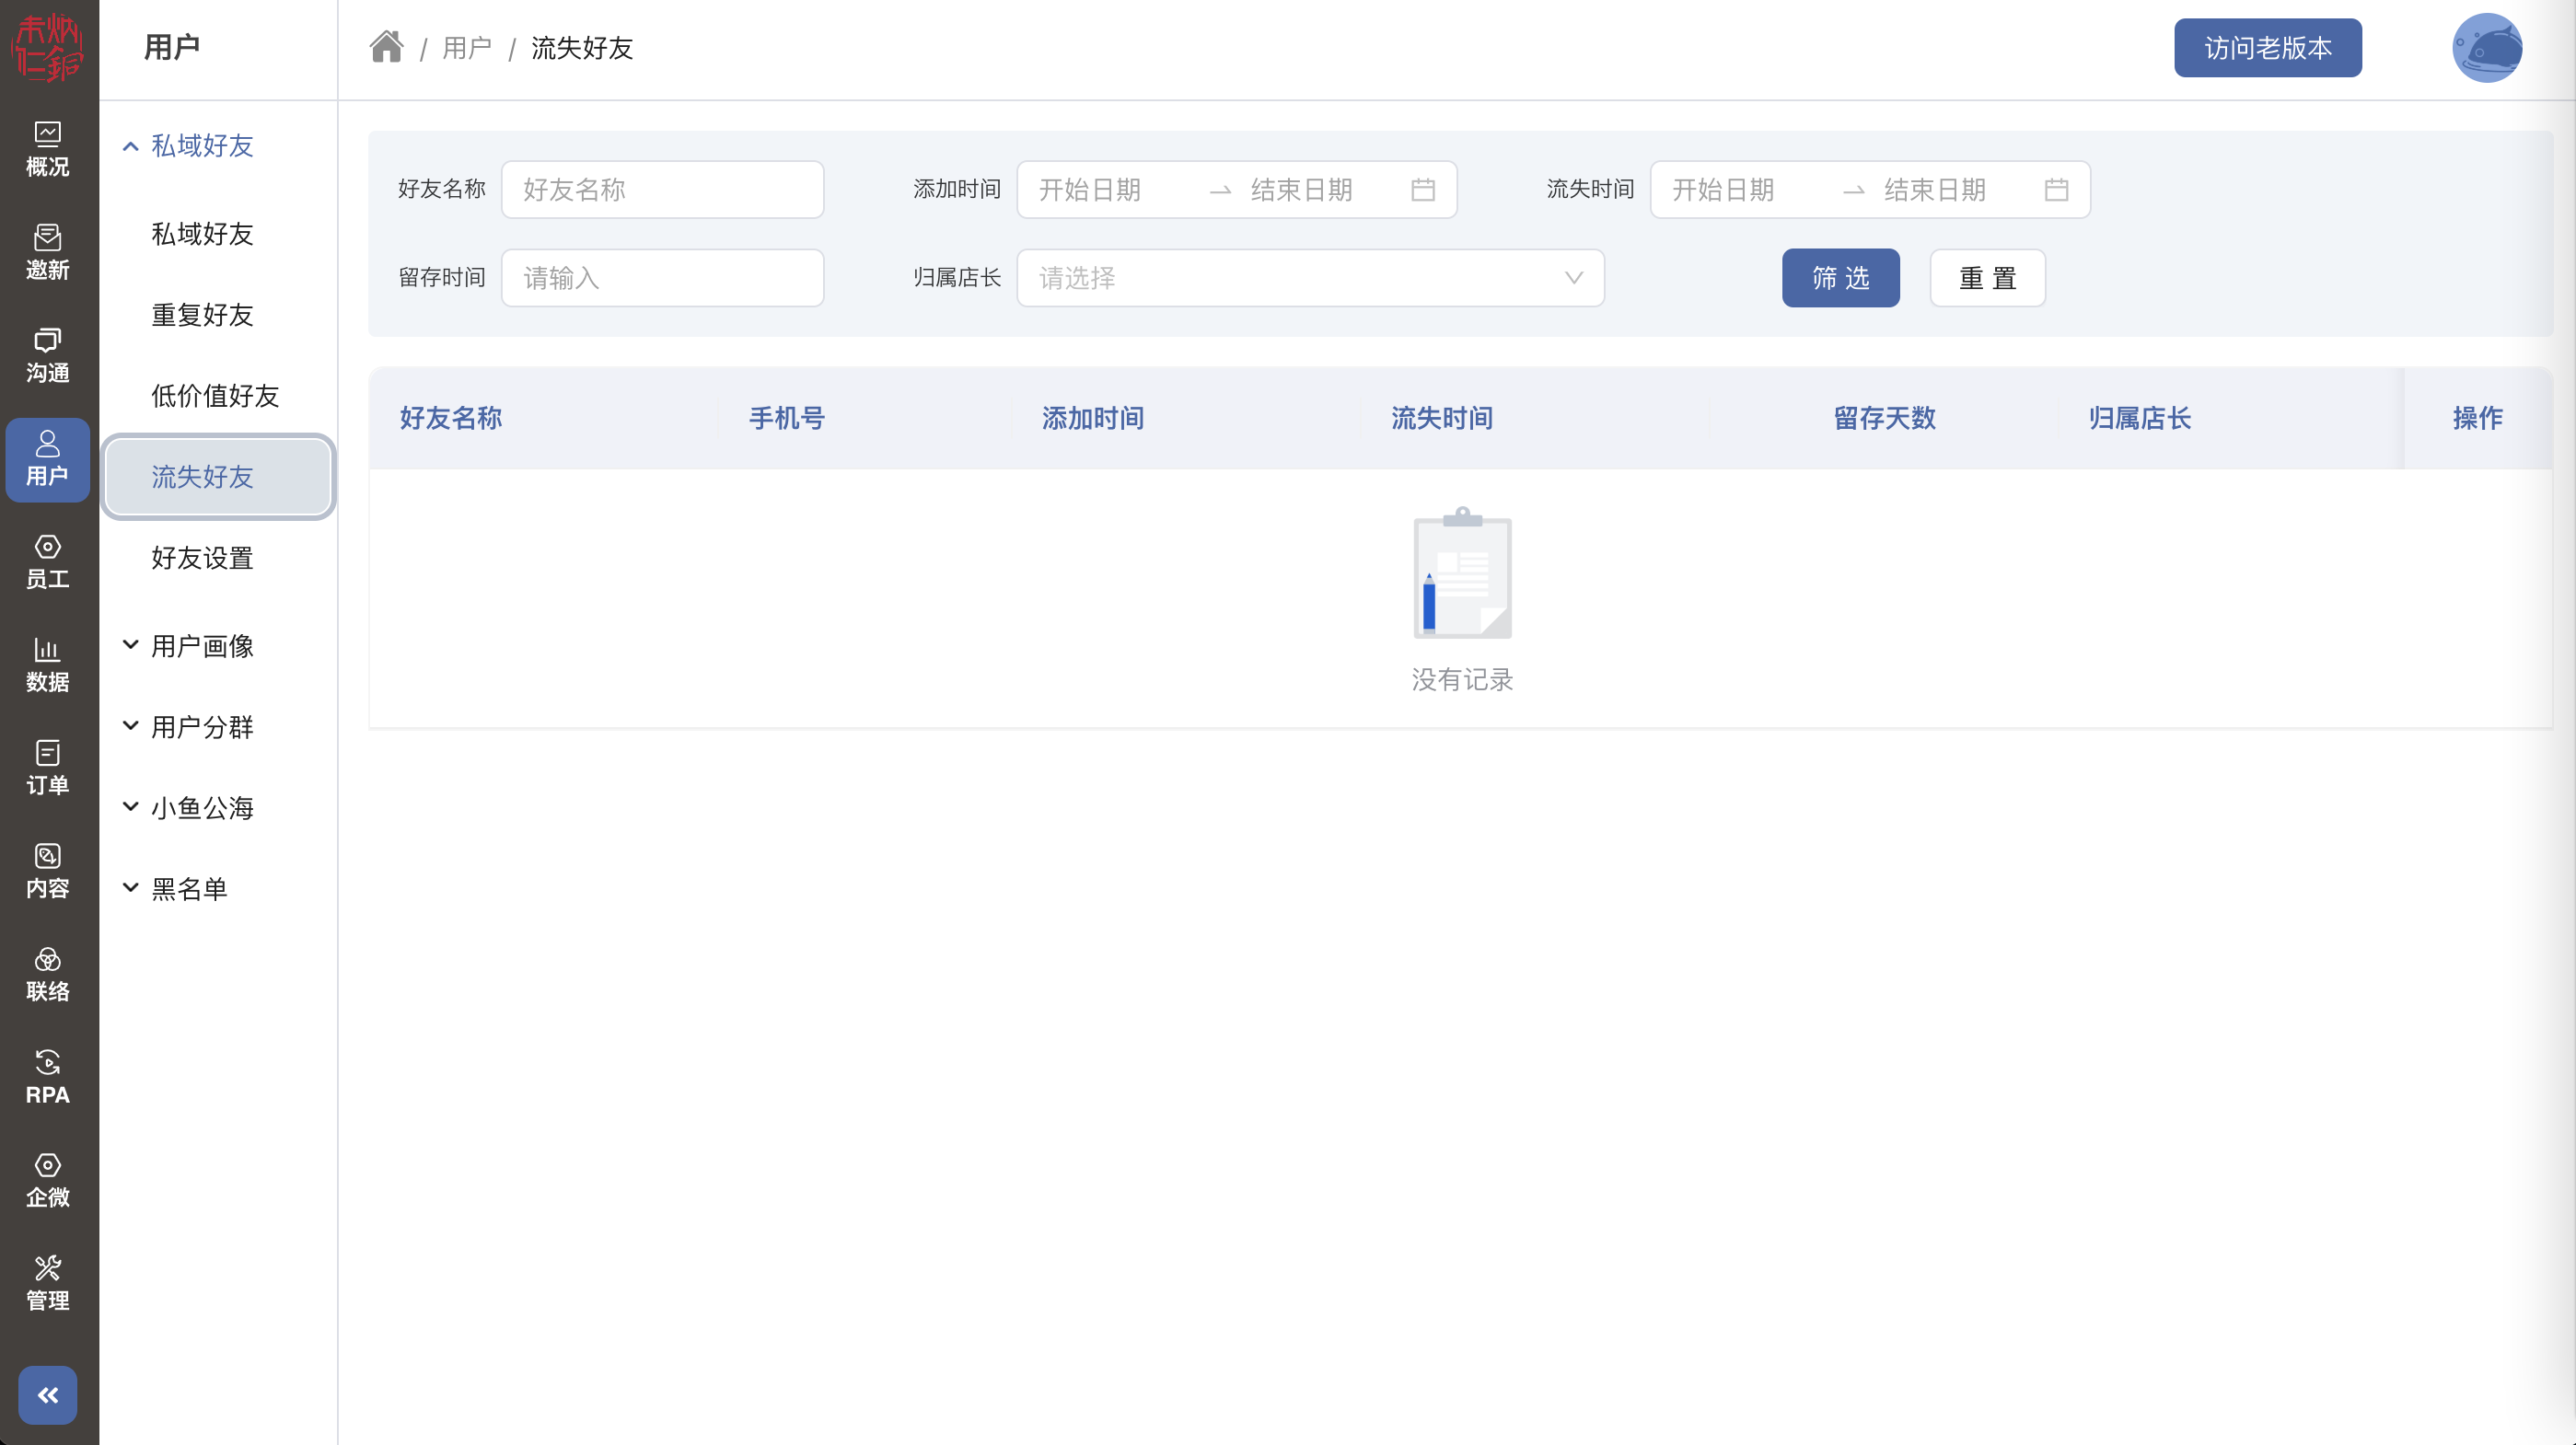 用户
/ 用户 / 流失好友
访问老版本
概况
邀新
沟通
用户
员工
数据
订单
内容
联络
RPA
企微
管理
私域好友
私域好友
重复好友
低价值好友
流失好友
好友设置
用户画像
用户分群
小鱼公海
黑名单
好友名称 好友名称 添加时间 开始日期 结束日期 流失时间 开始日期 结束日期
留存时间 请输入 归属店长 请选择 筛 选 重 置
好友名称 手机号 添加时间 流失时间 留存天数 归属店长 操作
没有记录